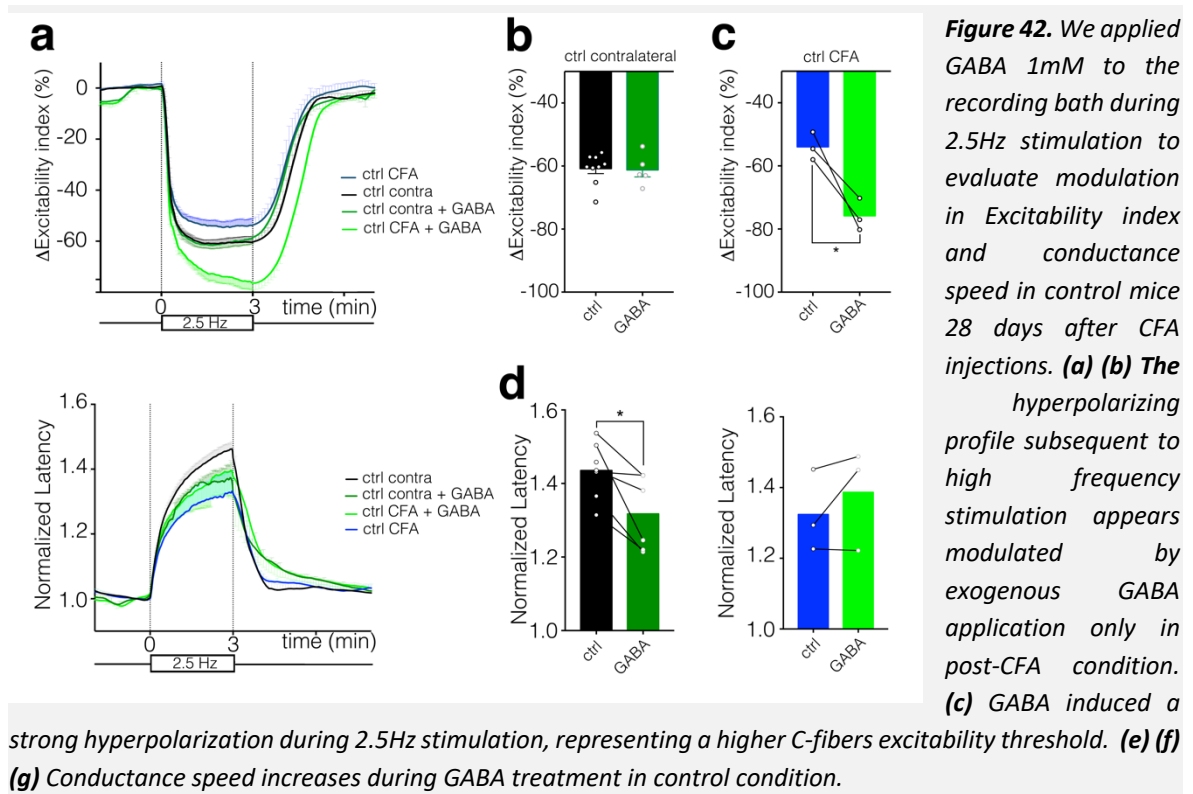 a
ΔExcitability index (%)
0
-20
-40
-60
ctrl CFA
ctrl contra
ctrl contra + GABA
ctrl CFA + GABA
0
3
time (min)
2.5 Hz
b
ctrl contralateral
ΔExcitability index (%)
-40
-60
-80
-100
ctrl
GABA
c
ctrl CFA
ΔExcitability index (%)
-40
-60
-80
-100
*
ctrl
GABA
Normalized Latency
1.6
1.4
1.2
1.0
ctrl contra
ctrl contra + GABA
ctrl CFA + GABA
ctrl CFA
0
3
time (min)
2.5 Hz
d
Normalized Latency
1.6
1.4
1.2
1.0
*
ctrl
GABA
Normalized Latency
1.6
1.4
1.2
1.0
ctrl
GABA
Figure 42. We applied
GABA 1mM to the
recording bath during
2.5Hz stimulation to
evaluate modulation
in Excitability index
and conductance
speed in control mice
28 days after CFA
injections. (a) (b) The
hyperpolarizing
profile subsequent to
high frequency
stimulation appears
modulated by
exogenous GABA
application only in
post-CFA condition.
(c) GABA induced a
strong hyperpolarization during 2.5Hz stimulation, representing a higher C-fibers excitability threshold. (e) (f)
(g) Conductance speed increases during GABA treatment in control condition.